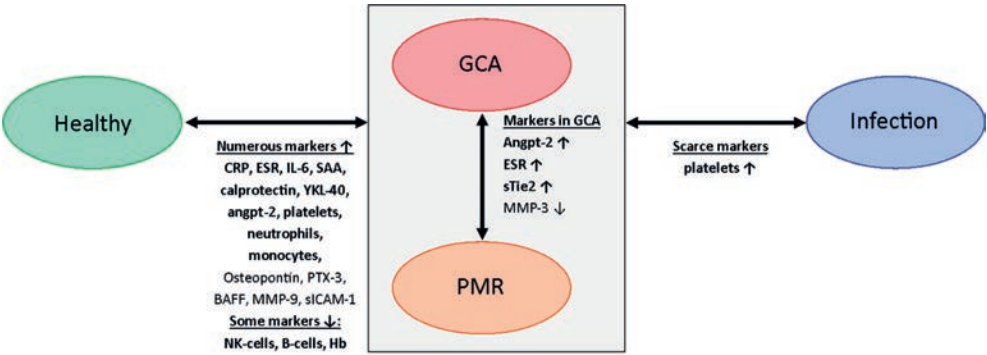 Healthy
Numerous markers ↑
CRP, ESR, IL-6, SAA,
calprotectin, YKL-40,
angpt-2, platelets,
neutrophils,
monocytes,
Osteopontin, PTX-3,
BAFF, MMP-9, sICAM-1
Some markers ↓:
NK-cells, B-cells, Hb
GCA
Markers in GCA
Angpt-2 ↑
ESR ↑
sTie2 ↑
MMP-3 ↓
PMR
Scarce markers
platelets ↑
Infection